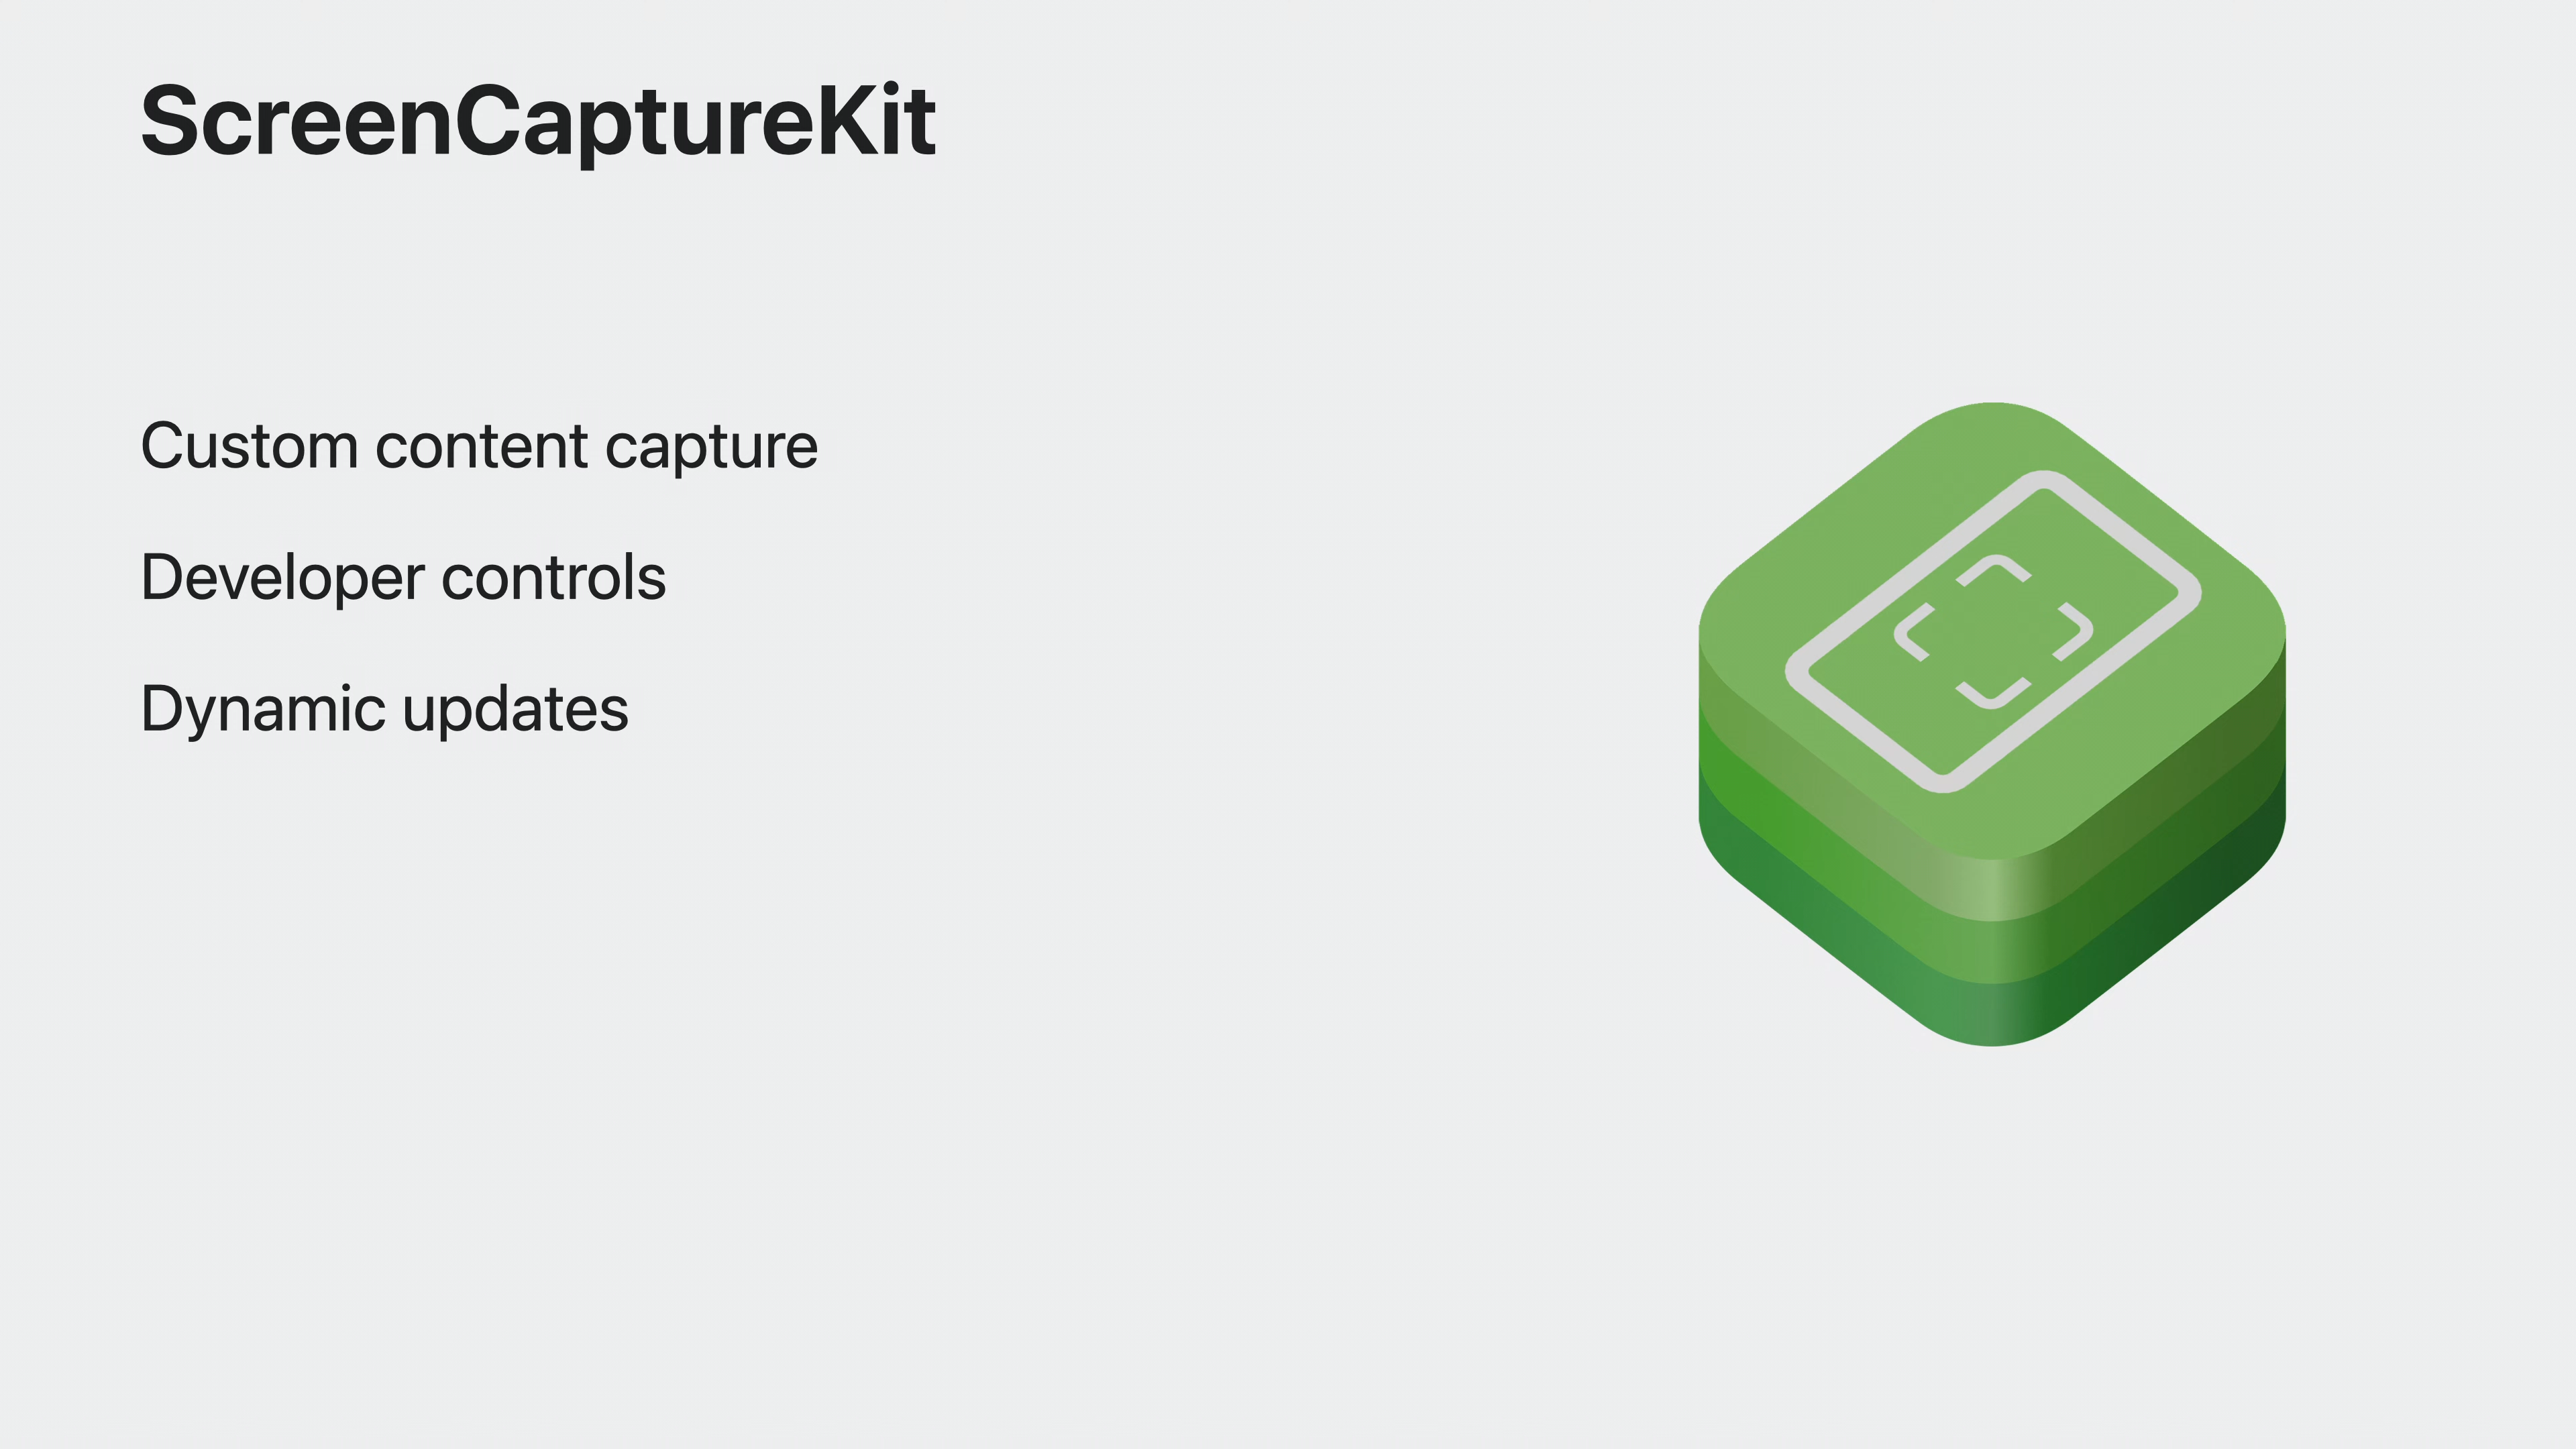 ScreenCaptureKit
Custom content capture
Developer controls
Dynamic updates